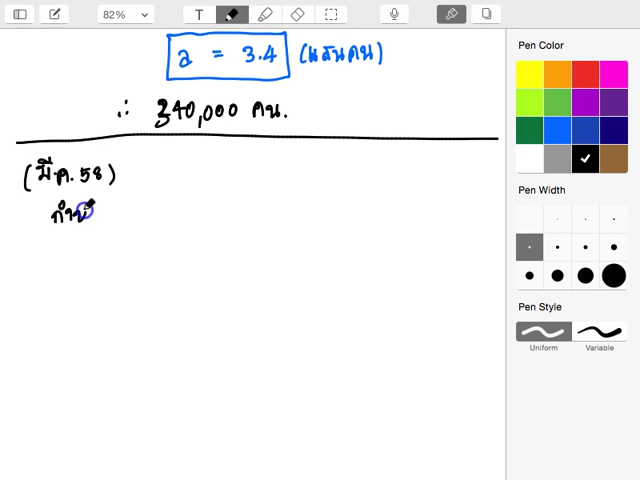 82%
T
a = 3.4 (แสนคน)
∴ 340,000 คน.
(มี.ค. 58)
Pen Color
Pen Width
Pen Style
Uniform
Variable